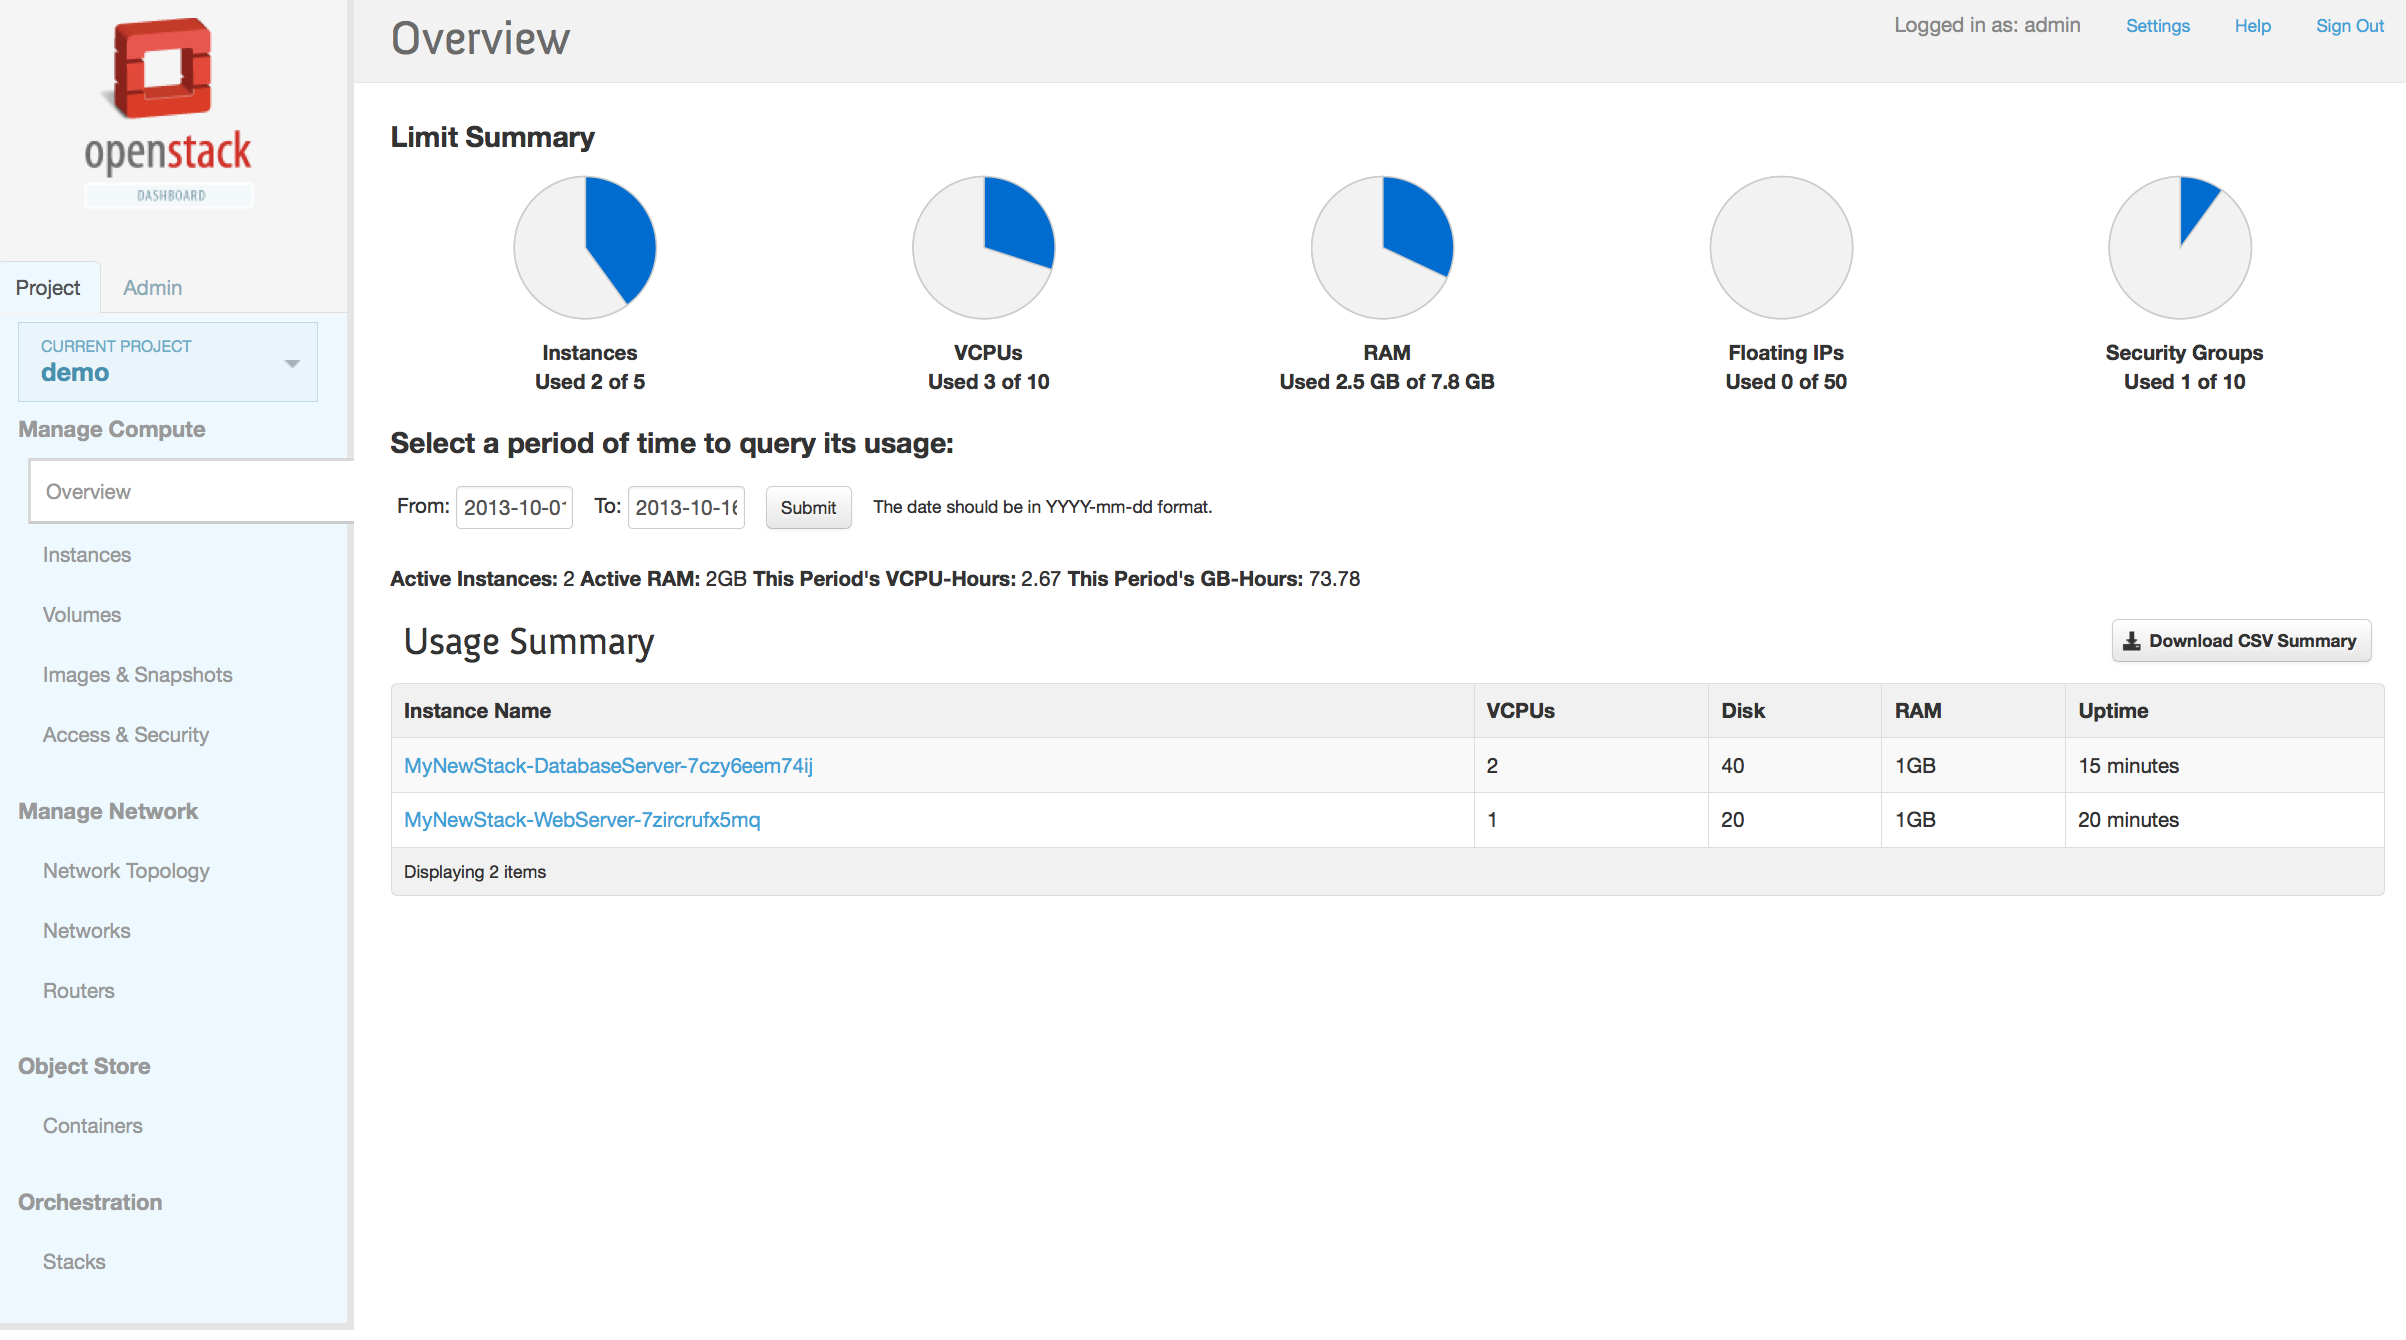 openstack
DASHBOARD
Project Admin
CURRENT PROJECT
demo
Manage Compute
Overview
Instances
Volumes
Images & Snapshots
Access & Security
Manage Network
Network Topology
Networks
Routers
Object Store
Containers
Orchestration
Stacks
Overview
Logged in as: admin Settings Help Sign Out
Limit Summary
Instances
Used 2 of 5
VCPUs
Used 3 of 10
RAM
Used 2.5 GB of 7.8 GB
Floating IPs
Used 0 of 50
Security Groups
Used 1 of 10
Select a period of time to query its usage:
From: 2013-10-01 To: 2013-10-16 Submit The date should be in YYYY-mm-dd format.
Active Instances: 2 Active RAM: 2GB This Period's VCPU-Hours: 2.67 This Period's GB-Hours: 73.78
Usage Summary
Download CSV Summary
Instance Name VCPUs Disk RAM Uptime
MyNewStack-DatabaseServer-7czy6eem74ij 2 40 1GB 15 minutes
MyNewStack-WebServer-7zircrufx5mq 1 20 1GB 20 minutes
Displaying 2 items